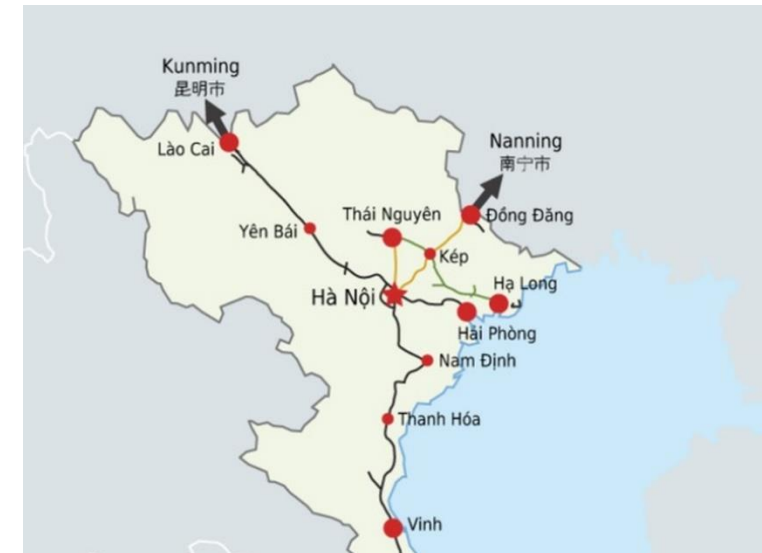 Kunming
昆明市
Lào Cai
Nanning
南宁市
Đồng Đăng
Thái Nguyên
Yên Bái
Kép
Hạ Long
Hà Nội
Hải Phòng
Nam Định
Thanh Hóa
Vinh